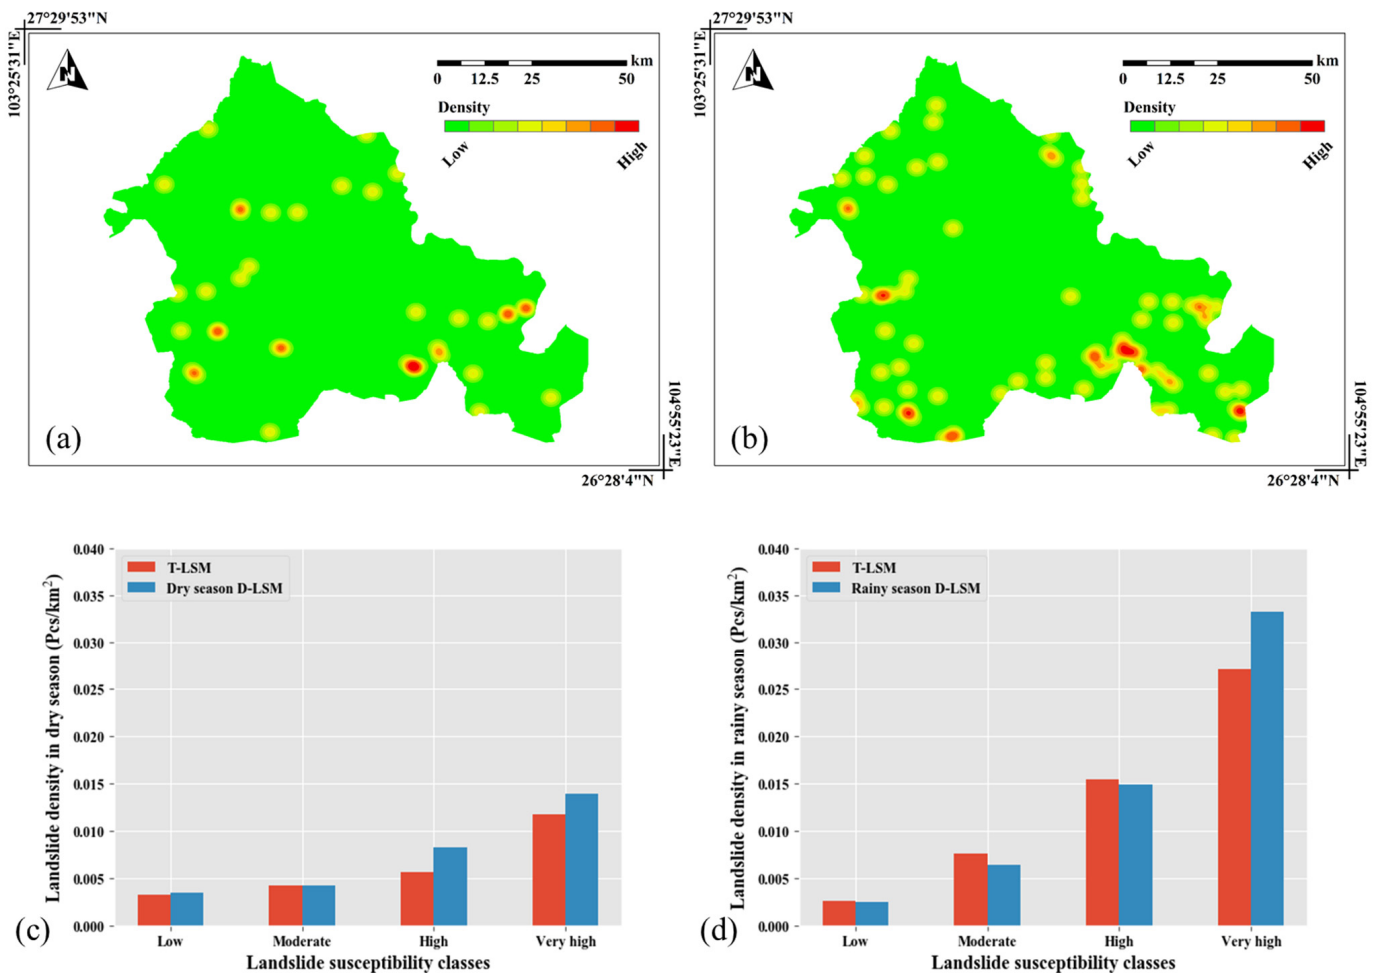 27°29'53"N
103°25'31"E
N
km
0 12.5 25 50
Density
Low
High
(a)
104°55'23"E
26°28'4"N
27°29'53"N
103°25'31"E
N
km
0 12.5 25 50
Density
Low
High
(b)
104°55'23"E
26°28'4"N
Landslide density in dry season (Pcs/km²)
0.040
0.035
0.030
0.025
0.020
0.015
0.010
0.005
0.000
T-LSM
Dry season D-LSM
Low Moderate High Very high
Landslide susceptibility classes
(c)
Landslide density in rainy season (Pcs/km²)
0.040
0.035
0.030
0.025
0.020
0.015
0.010
0.005
0.000
T-LSM
Rainy season D-LSM
Low Moderate High Very high
Landslide susceptibility classes
(d)